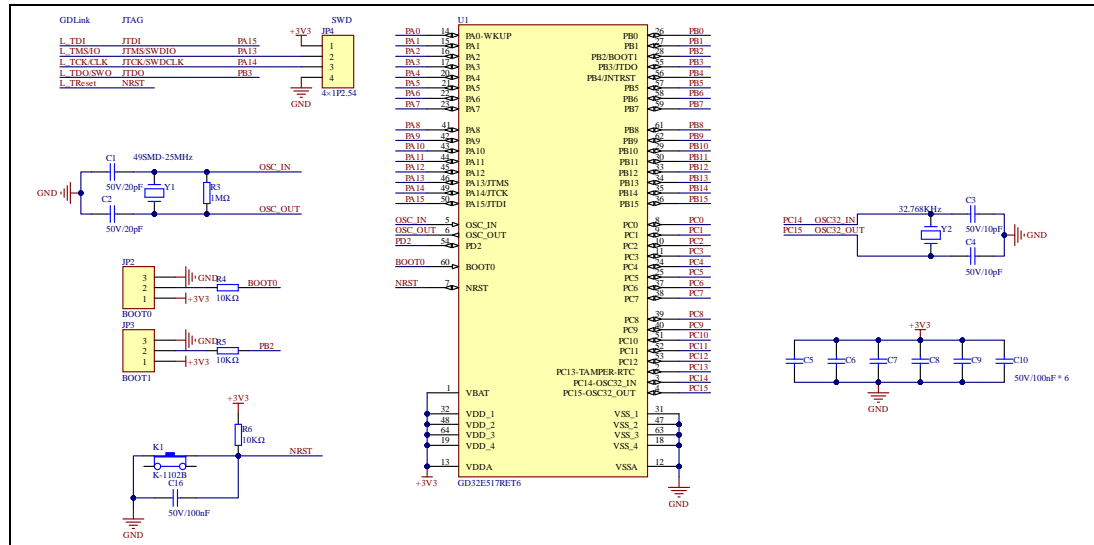 GDLink JTAG SWD
L_TDI JTDI PA15
L_TMS/IO JTMS/SWDIO PA13
L_TCK/CLK JTCK/SWDCLK PA14
L_TDO/SWO JTDO PB3
L_TReset NRST
+3V3 JP4
1
2
3
4
GND 4×1P2.54
C1 49SMD-25MHz
OSC_IN
50V/20pF Y1 R3
GND 1MΩ
C2
OSC_OUT
50V/20pF
JP2
3 GND R4
2 BOOT0
1 +3V3 10KΩ
BOOT0
JP3
3 GND R5
2 PB2
1 +3V3 10KΩ
BOOT1
+3V3
R6
10KΩ
K1 NRST
K-1102B
C16
50V/100nF
GND
U1
PA0 14 PA0-WKUP PB0 26 PB0
PA1 15 PA1 PB1 27 PB1
PA2 16 PA2 PB2/BOOT1 28 PB2
PA3 17 PA3 PB3/JTDO 55 PB3
PA4 20 PA4 PB4/JNTRST 56 PB4
PA5 21 PA5 PB5 57 PB5
PA6 22 PA6 PB6 58 PB6
PA7 23 PA7 PB7 59 PB7
PA8 41 PA8 PB8 61 PB8
PA9 42 PA9 PB9 62 PB9
PA10 43 PA10 PB10 29 PB10
PA11 44 PA11 PB11 30 PB11
PA12 45 PA12 PB12 33 PB12
PA13 46 PA13/JTMS PB13 34 PB13
PA14 49 PA14/JTCK PB14 35 PB14
PA15 50 PA15/JTDI PB15 36 PB15
OSC_IN 5 OSC_IN PC0 8 PC0
OSC_OUT 6 OSC_OUT PC1 9 PC1
PD2 54 PD2 PC2 10 PC2
PC3 11 PC3
BOOT0 60 BOOT0 PC4 24 PC4
PC5 25 PC5
NRST 7 NRST PC6 37 PC6
PC7 38 PC7
PC8 39 PC8
PC9 40 PC9
PC10 51 PC10
PC11 52 PC11
PC12 53 PC12
PC13-TAMPER-RTC 2 PC13
PC14-OSC32_IN 3 PC14
1 VBAT PC15-OSC32_OUT 4 PC15
32 VDD_1 VSS_1 31
48 VDD_2 VSS_2 47
64 VDD_3 VSS_3 63
19 VDD_4 VSS_4 18
13 VDDA VSSA 12
+3V3 GD32E517RET6
GND
32.768KHz C3
PC14 OSC32_IN
PC15 OSC32_OUT Y2 50V/10pF
GND
C4
50V/10pF
+3V3
C5 C6 C7 C8 C9 C10
50V/100nF * 6
GND